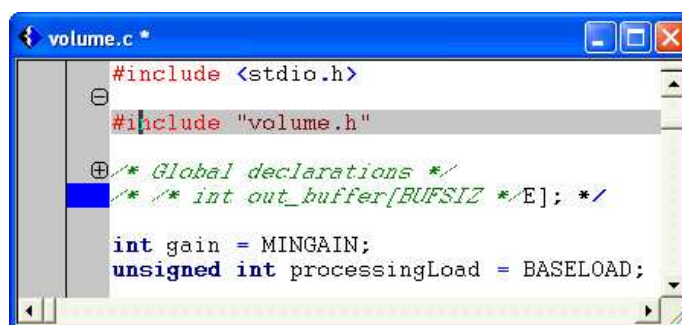 volume.c *
#include <stdio.h>
#include "volume.h"
/* Global declarations */
/* /* int out_buffer[BUFSIZ */E]; */
int gain = MINGAIN;
unsigned int processingLoad = BASELOAD;